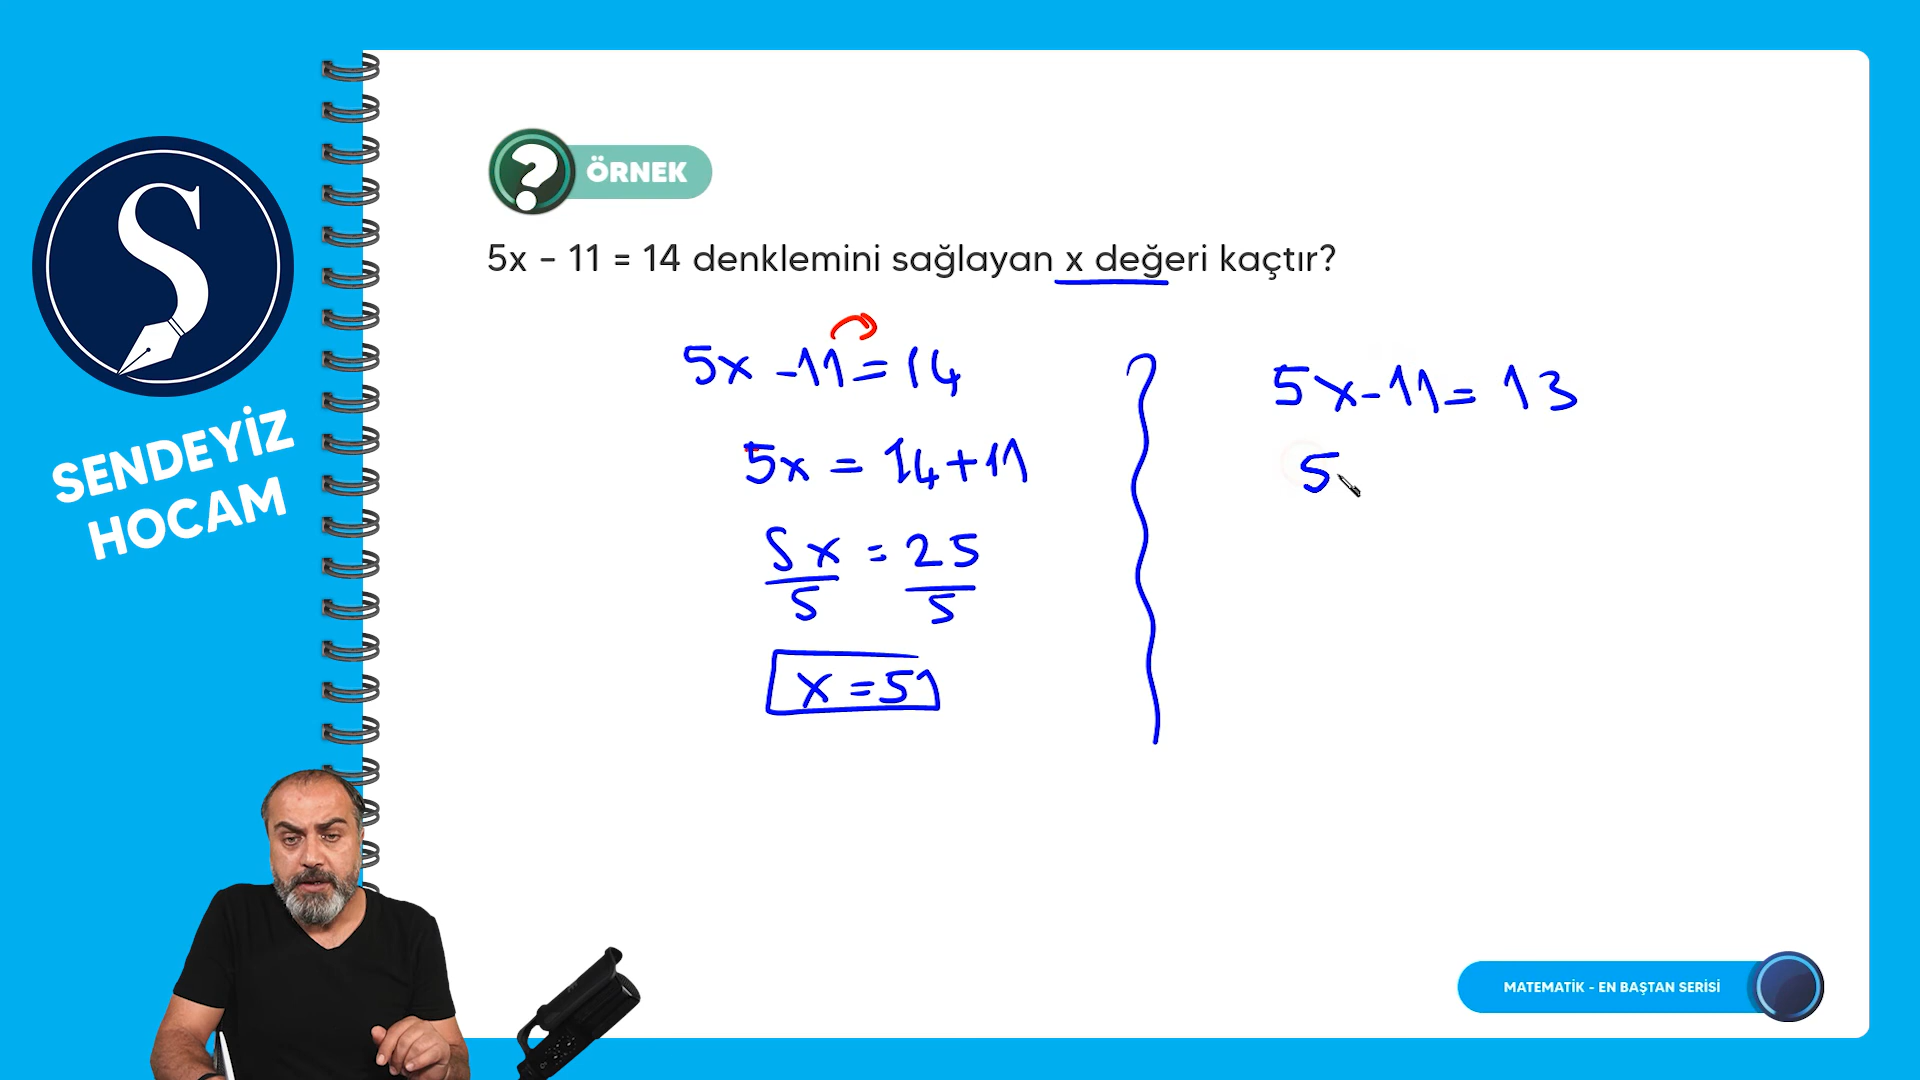 SENDEYİZ
HOCAM
? ÖRNEK
5x - 11 = 14 denklemini sağlayan x değeri kaçtır?
5x - 11 = 14
5x = 14 + 11
5x/5 = 25/5
x = 5
5x - 11 = 13
5
MATEMATİK - EN BAŞTAN SERİSİ